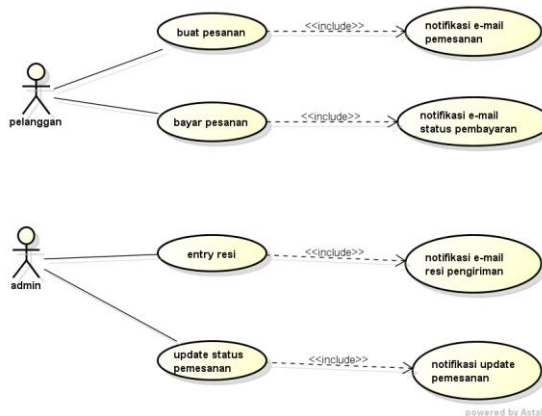 buat pesanan
<<include>>
notifikasi e-mail
pemesanan
pelanggan
bayar pesanan
<<include>>
notifikasi e-mail
status pembayaran
entry resi
<<include>>
notifikasi e-mail
resi pengiriman
admin
update status
pemesanan
<<include>>
notifikasi update
pemesanan
powered by Astah